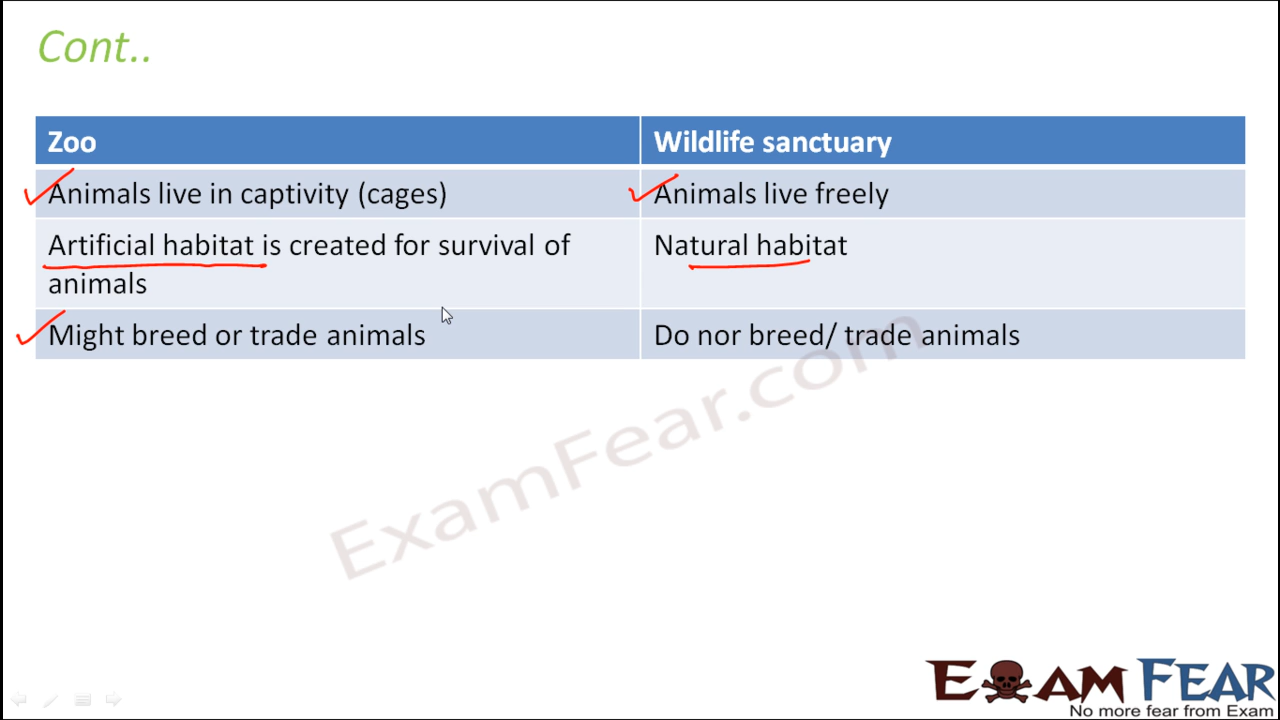 Cont..
Zoo
Wildlife sanctuary
Animals live in captivity (cages)
Animals live freely
Artificial habitat is created for survival of
animals
Natural habitat
Might breed or trade animals
Do nor breed/ trade animals
ExamFear.com
EXAM FEAR
No more fear from Exam